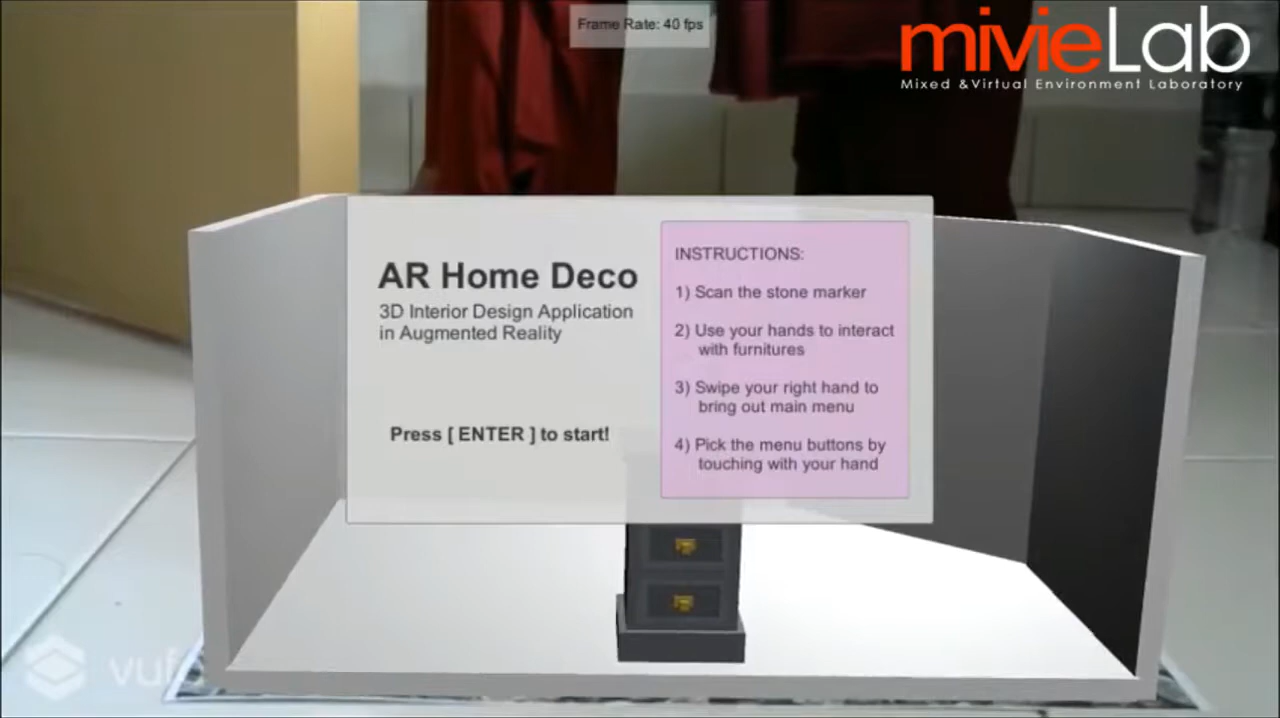 Frame Rate: 40 fps
mivieLab
Mixed &Virtual Environment Laboratory
AR Home Deco
3D Interior Design Application
in Augmented Reality
Press [ ENTER ] to start!
INSTRUCTIONS:
1) Scan the stone marker
2) Use your hands to interact
with furnitures
3) Swipe your right hand to
bring out main menu
4) Pick the menu buttons by
touching with your hand